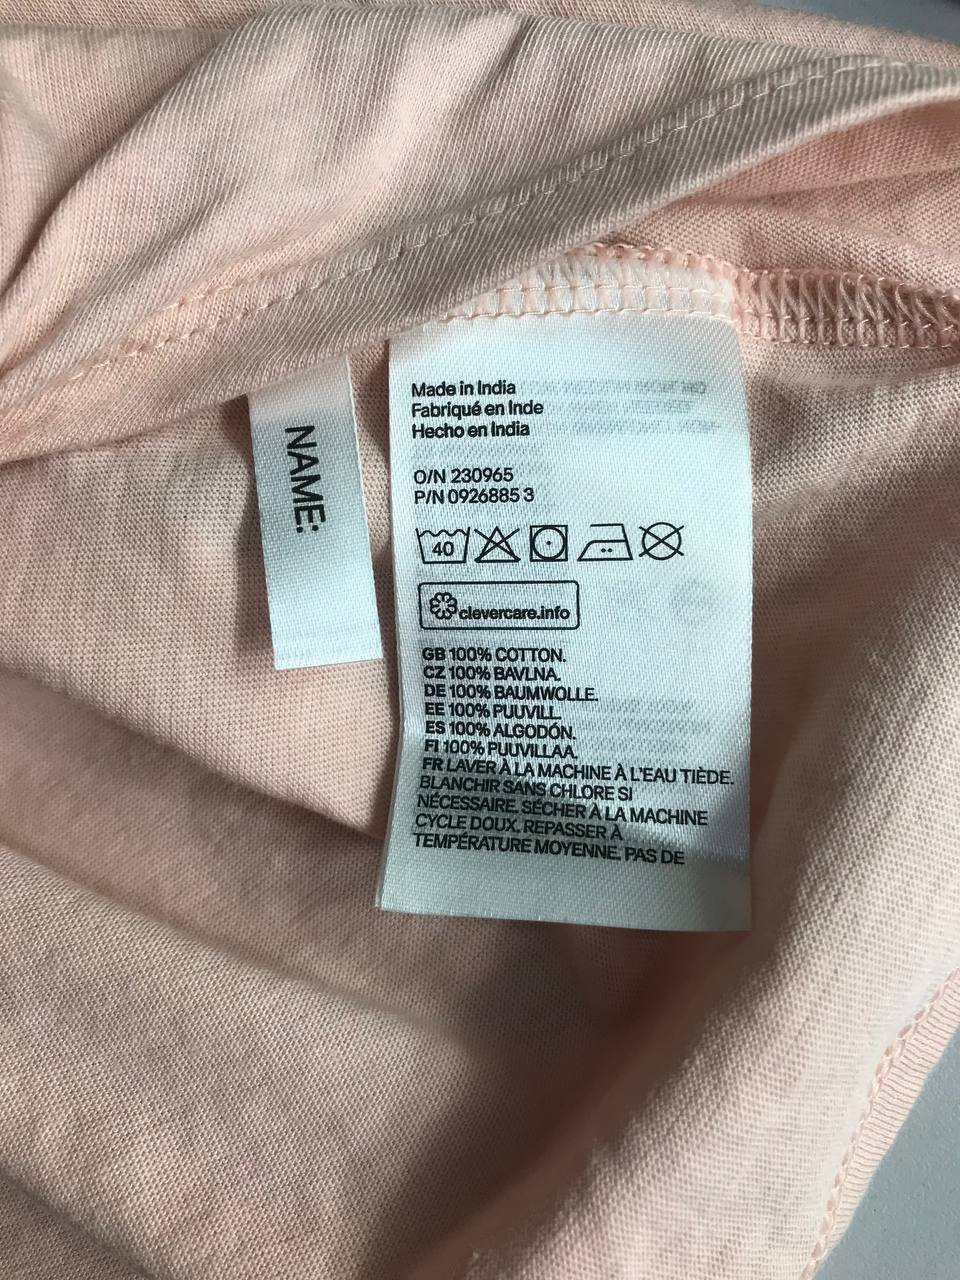 NAME:
Made in India
Fabriqué en Inde
Hecho en India
O/N 230965
P/N 0926885 3
40
clevercare.info
GB 100% COTTON.
CZ 100% BAVLNA.
DE 100% BAUMWOLLE.
EE 100% PUUVILL.
ES 100% ALGODÓN.
FI 100% PUUVILLAA.
FR LAVER À LA MACHINE À L'EAU TIÈDE.
BLANCHIR SANS CHLORE SI
NÉCESSAIRE. SÉCHER À LA MACHINE
CYCLE DOUX. REPASSER À
TEMPÉRATURE MOYENNE. PAS DE